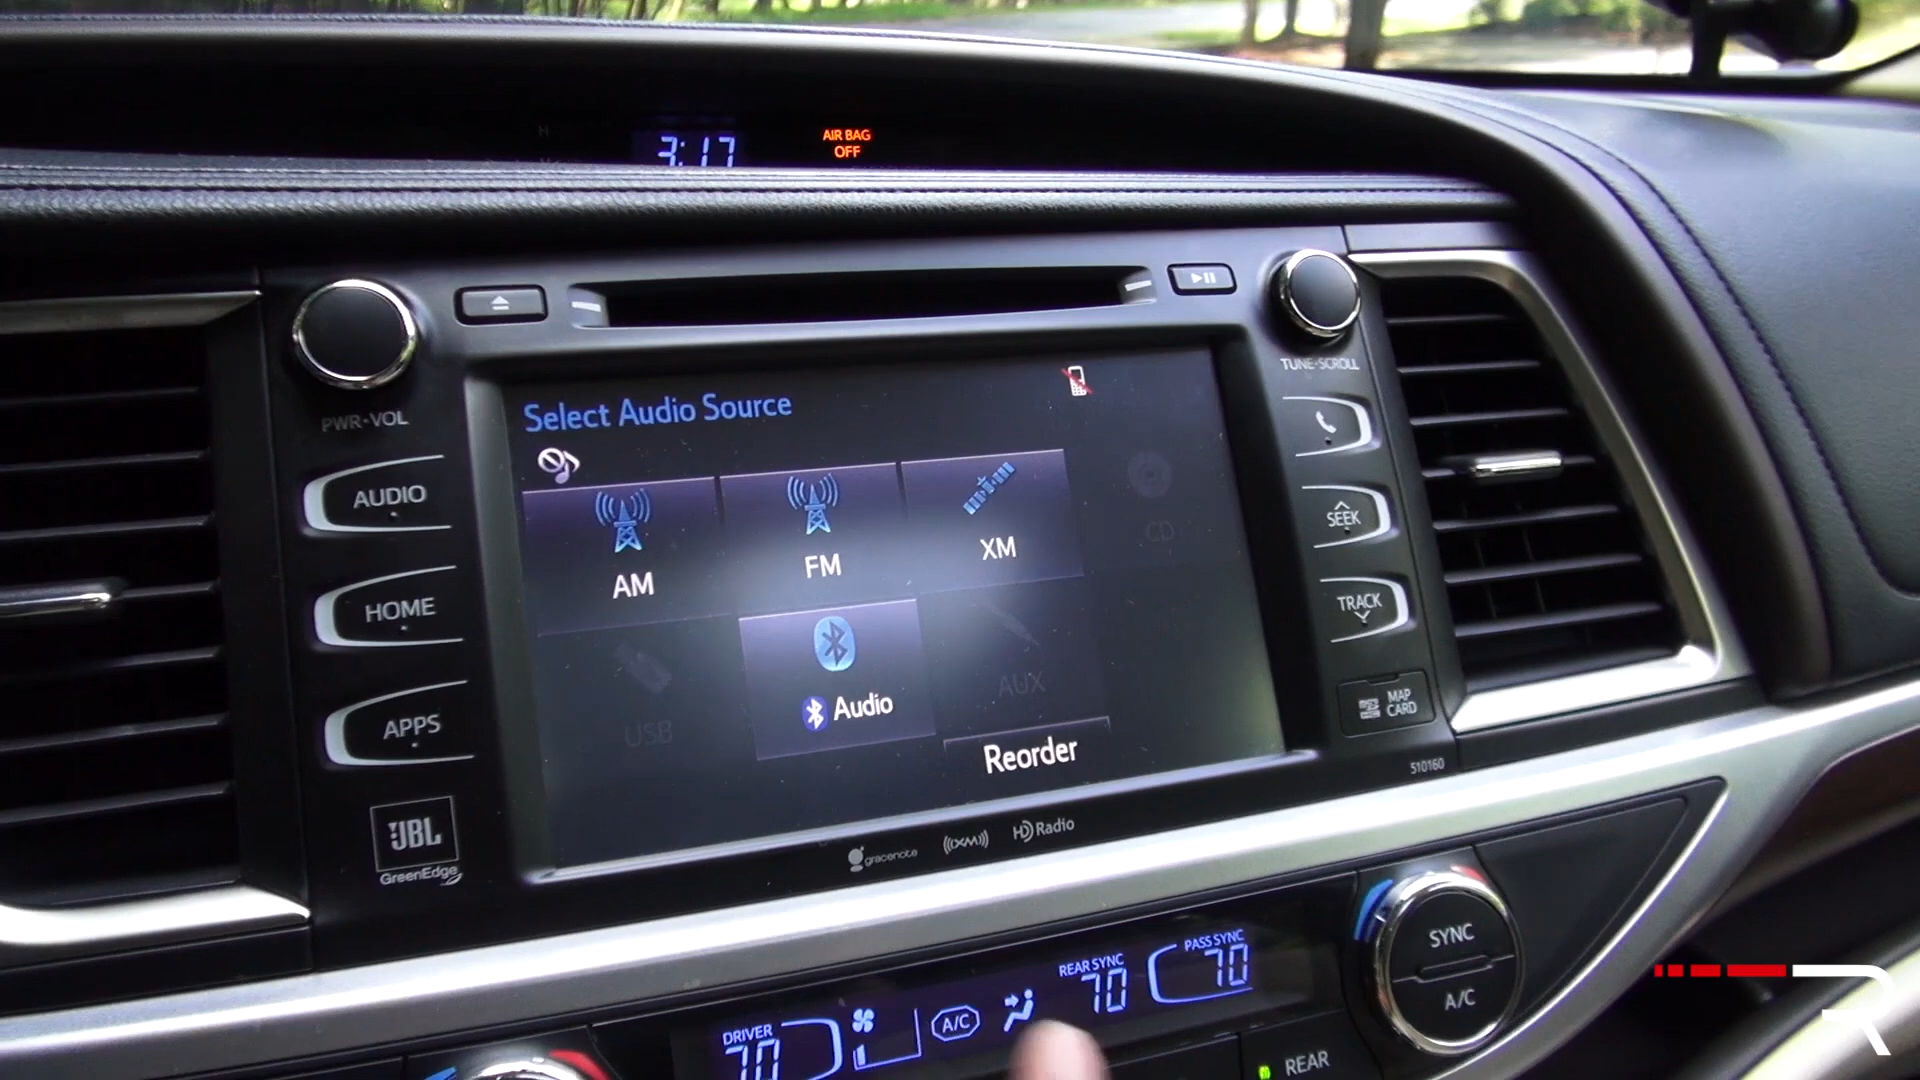 3:17
AIR BAG
OFF
PWR·VOL
TUNE·SCROLL
Select Audio Source
AUDIO
HOME
APPS
AM
FM
XM
CD
USB
Audio
AUX
Reorder
SEEK
TRACK
MAP
CARD
510160
JBL
GreenEdge
gracenote
((XM))
HD Radio
DRIVER
70
A/C
REAR SYNC
70
PASS SYNC
70
SYNC
A/C
REAR